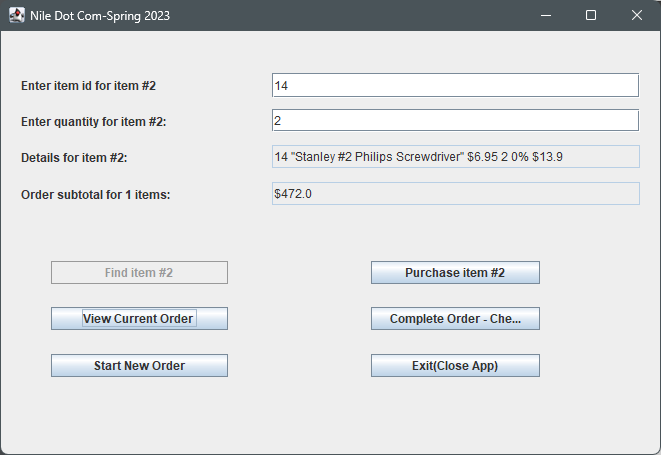 Nile Dot Com-Spring 2023
Enter item id for item #2
14
Enter quantity for item #2:
2
Details for item #2:
14 "Stanley #2 Philips Screwdriver" $6.95 2 0% $13.9
Order subtotal for 1 items:
$472.0
Find item #2
Purchase item #2
View Current Order
Complete Order - Che...
Start New Order
Exit(Close App)